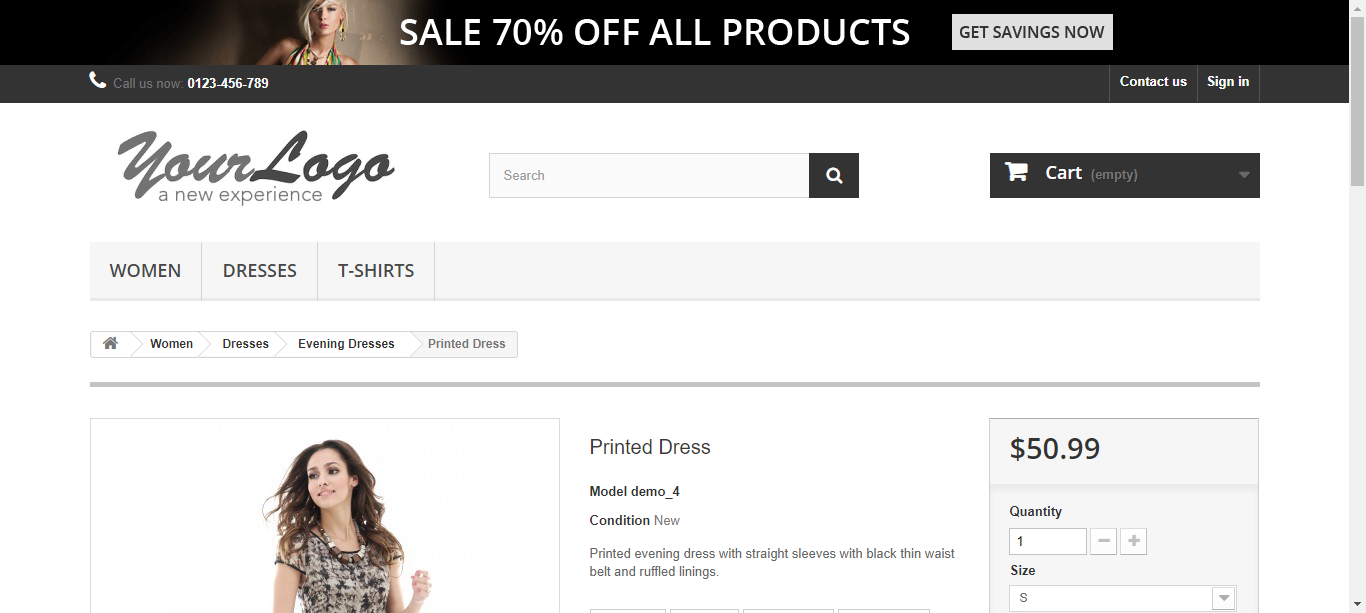 SALE 70% OFF ALL PRODUCTS
GET SAVINGS NOW
Call us now: 0123-456-789
Contact us
Sign in
YourLogo
a new experience
Search
Cart (empty)
WOMEN
DRESSES
T-SHIRTS
Women
Dresses
Evening Dresses
Printed Dress
Printed Dress
Model demo_4
Condition New
Printed evening dress with straight sleeves with black thin waist
belt and ruffled linings.
$50.99
Quantity
1
Size
S